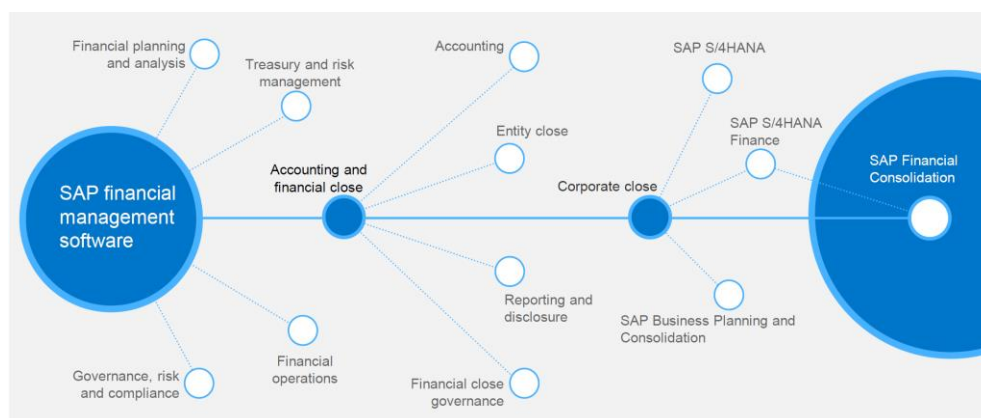 Financial planning
and analysis
Treasury and risk
management
SAP financial
management
software
Governance, risk
and compliance
Financial
operations
Accounting and
financial close
Accounting
Entity close
Reporting and
disclosure
Financial close
governance
Corporate close
SAP S/4HANA
SAP S/4HANA
Finance
SAP Business Planning and
Consolidation
SAP Financial
Consolidation